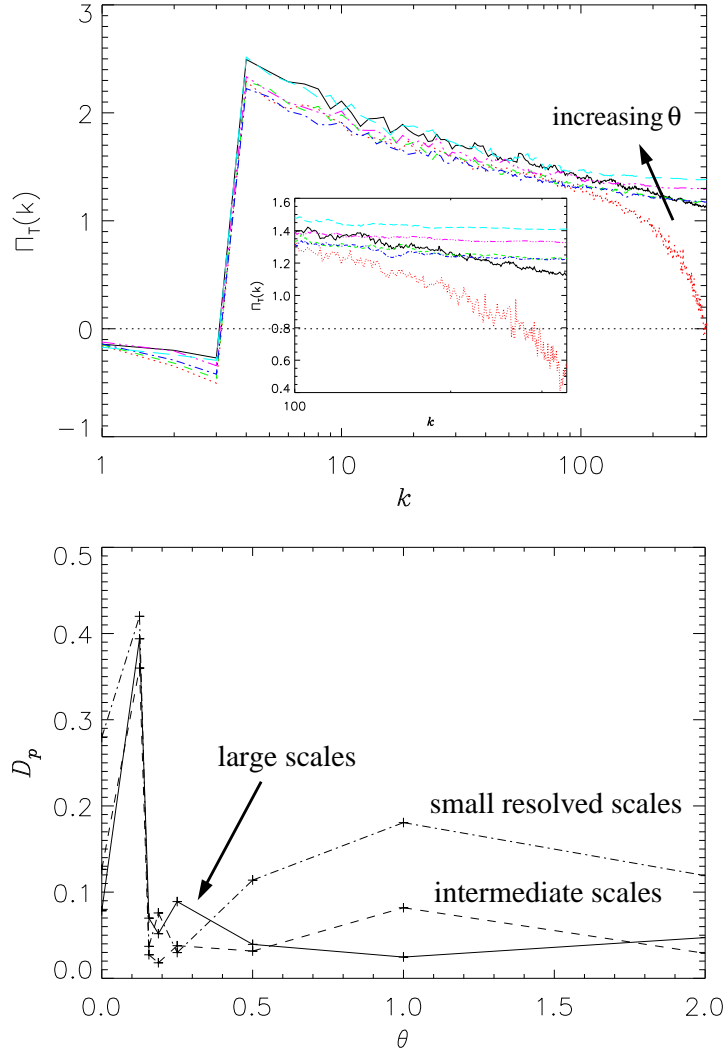 3
2
1
0
−1
Π_T(k)
increasing θ
1.6
1.4
1.2
1.0
0.8
0.6
0.4
Π_T(k)
100
k
1
10
100
k
0.5
0.4
0.3
0.2
0.1
0.0
D_p
large scales
small resolved scales
intermediate scales
0.0
0.5
1.0
1.5
2.0
θ